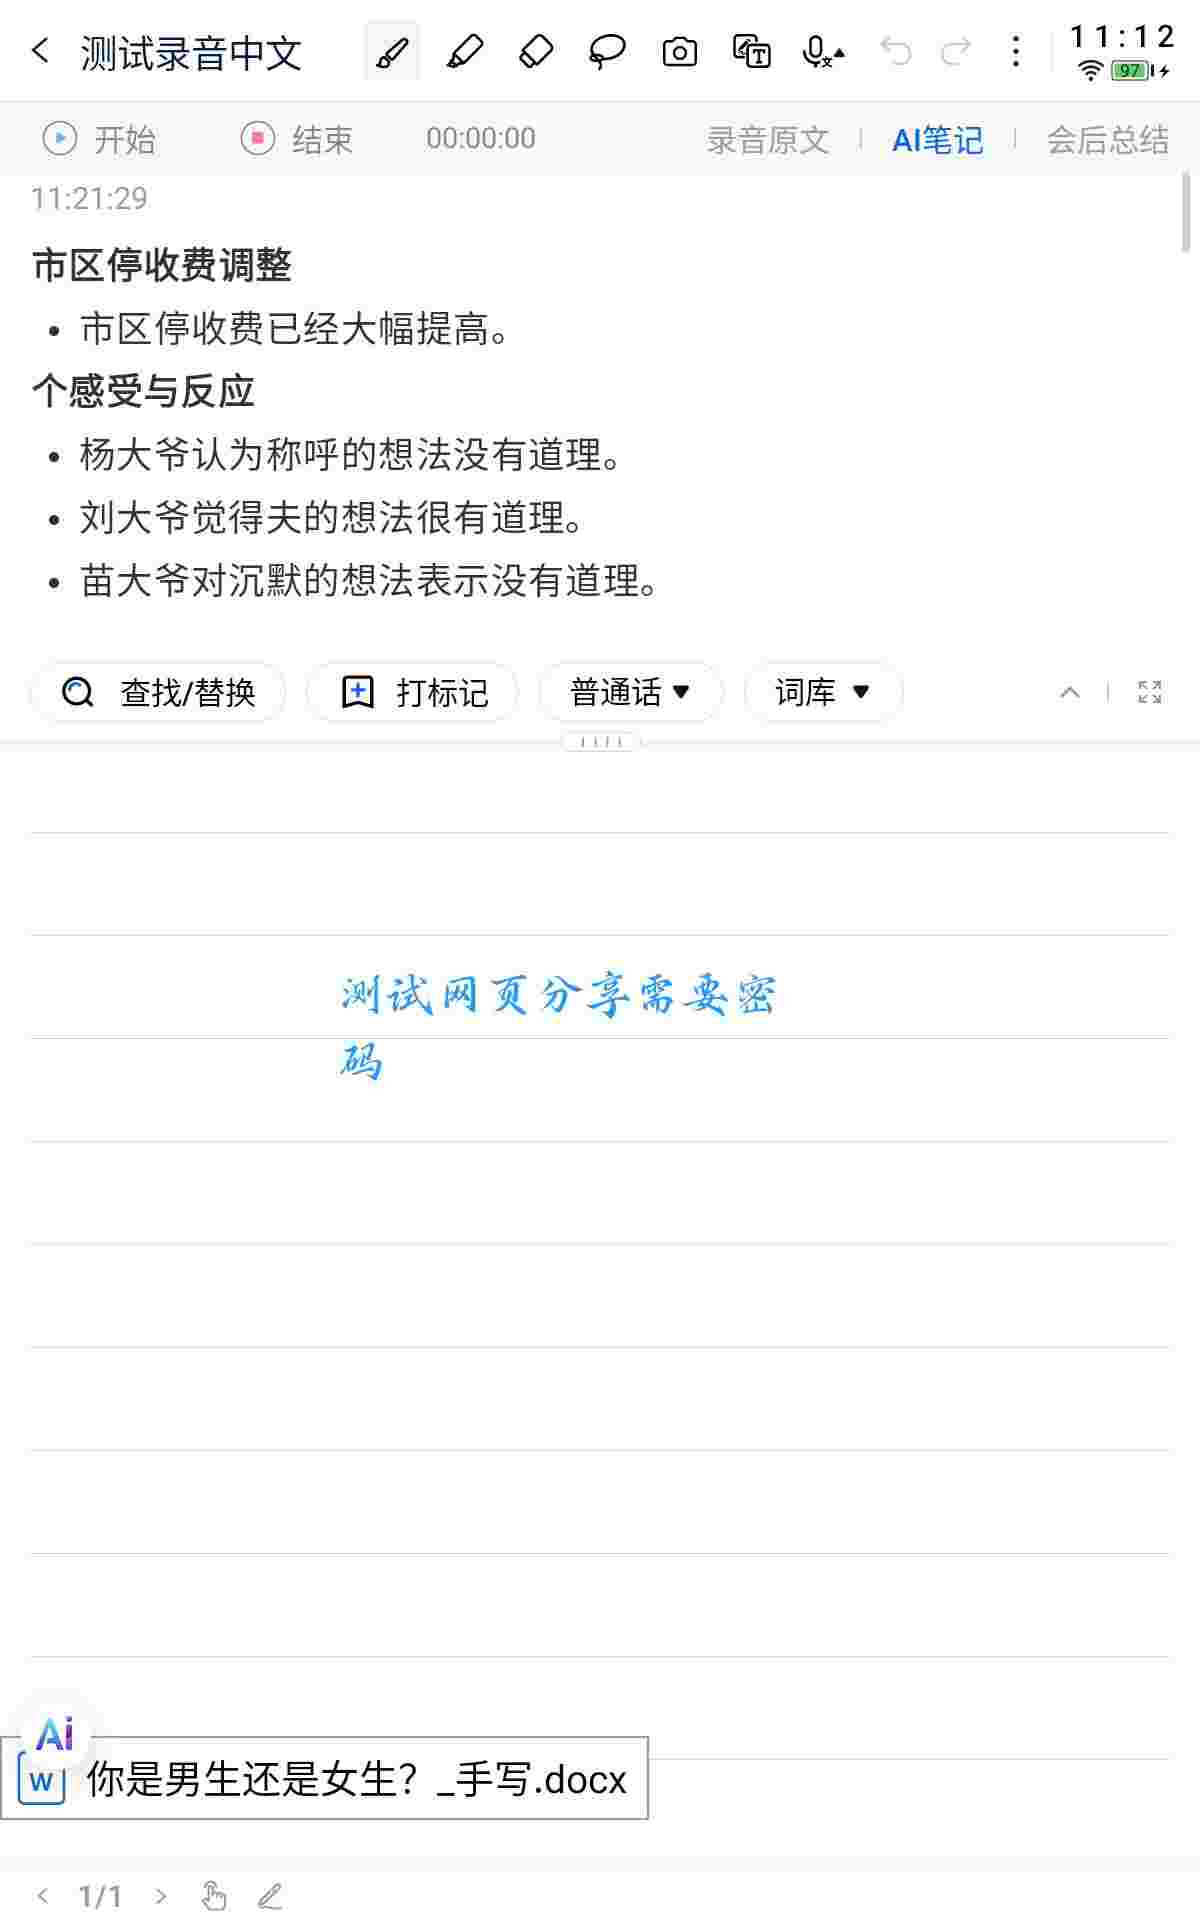 测试录音中文
11:12
97
开始 结束 00:00:00 录音原文 AI笔记 会后总结
11:21:29
市区停收费调整
市区停收费已经大幅提高。
个感受与反应
杨大爷认为称呼的想法没有道理。
刘大爷觉得夫的想法很有道理。
苗大爷对沉默的想法表示没有道理。
查找/替换 打标记 普通话 词库
测试网页分享需要密
码
Ai
W 你是男生还是女生？_手写.docx
1/1